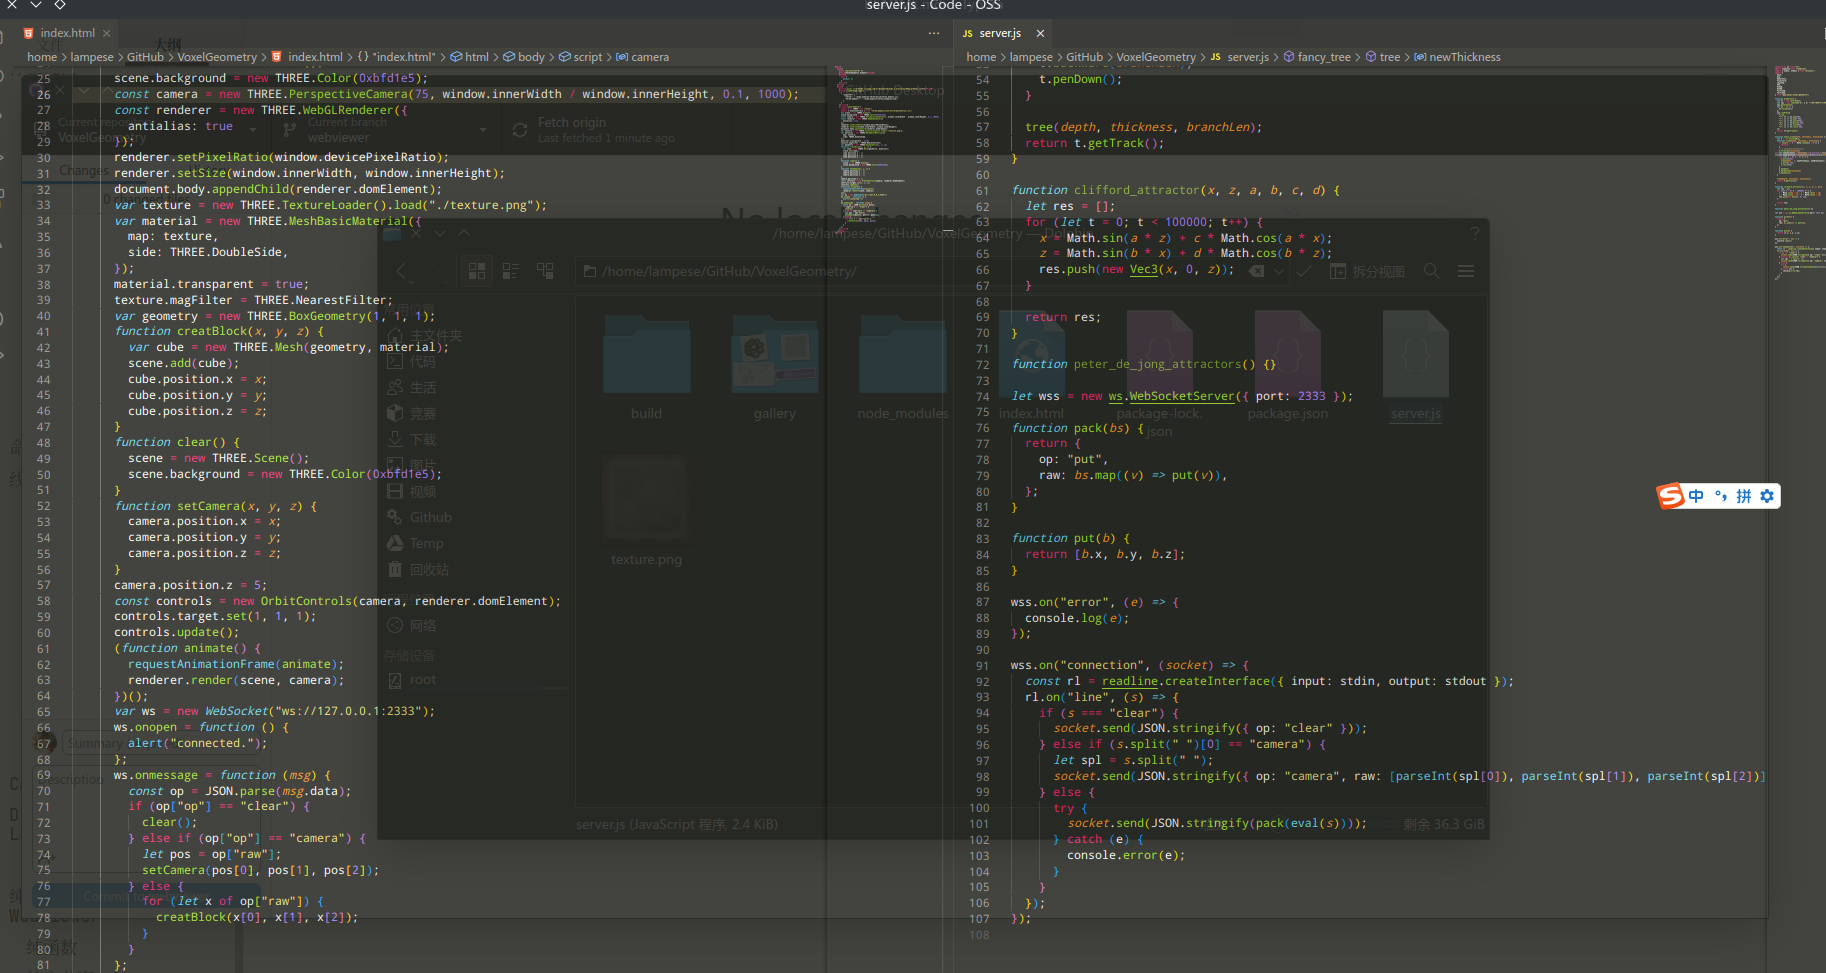 server.js - Code - OSS
index.html
home > lampese > GitHub > VoxelGeometry > index.html > {} "index.html" > html > body > script > camera
25 scene.background = new THREE.Color(0xbfd1e5);
26 const camera = new THREE.PerspectiveCamera(75, window.innerWidth / window.innerHeight, 0.1, 1000);
27 const renderer = new THREE.WebGLRenderer({
28 antialias: true
29 });
30 renderer.setPixelRatio(window.devicePixelRatio);
31 renderer.setSize(window.innerWidth, window.innerHeight);
32 document.body.appendChild(renderer.domElement);
33 var texture = new THREE.TextureLoader().load("./texture.png");
34 var material = new THREE.MeshBasicMaterial({
35 map: texture,
36 side: THREE.DoubleSide,
37 });
38 material.transparent = true;
39 texture.magFilter = THREE.NearestFilter;
40 var geometry = new THREE.BoxGeometry(1, 1, 1);
41 function creatBlock(x, y, z) {
42 var cube = new THREE.Mesh(geometry, material);
43 scene.add(cube);
44 cube.position.x = x;
45 cube.position.y = y;
46 cube.position.z = z;
47 }
48 function clear() {
49 scene = new THREE.Scene();
50 scene.background = new THREE.Color(0xbfd1e5);
51 }
52 function setCamera(x, y, z) {
53 camera.position.x = x;
54 camera.position.y = y;
55 camera.position.z = z;
56 }
57 camera.position.z = 5;
58 const controls = new OrbitControls(camera, renderer.domElement);
59 controls.target.set(1, 1, 1);
60 controls.update();
61 (function animate() {
62 requestAnimationFrame(animate);
63 renderer.render(scene, camera);
64 })();
65 var ws = new WebSocket("ws://127.0.0.1:2333");
66 ws.onopen = function () {
67 alert("connected.");
68 };
69 ws.onmessage = function (msg) {
70 const op = JSON.parse(msg.data);
71 if (op["op"] == "clear") {
72 clear();
73 } else if (op["op"] == "camera") {
74 let pos = op["raw"];
75 setCamera(pos[0], pos[1], pos[2]);
76 } else {
77 for (let x of op["raw"]) {
78 creatBlock(x[0], x[1], x[2]);
79 }
80 }
81 };
JS server.js
home > lampese > GitHub > VoxelGeometry > JS server.js > fancy_tree > tree > newThickness
54 t.penDown();
55 }
56
57 tree(depth, thickness, branchLen);
58 return t.getTrack();
59 }
60
61 function clifford_attractor(x, z, a, b, c, d) {
62 let res = [];
63 for (let t = 0; t < 100000; t++) {
64 x = Math.sin(a * z) + c * Math.cos(a * x);
65 z = Math.sin(b * x) + d * Math.cos(b * z);
66 res.push(new Vec3(x, 0, z));
67 }
68
69 return res;
70 }
71
72 function peter_de_jong_attractors() {}
73
74 let wss = new ws.WebSocketServer({ port: 2333 });
75
76 function pack(bs) {
77 return {
78 op: "put",
79 raw: bs.map((v) => put(v)),
80 };
81 }
82
83 function put(b) {
84 return [b.x, b.y, b.z];
85 }
86
87 wss.on("error", (e) => {
88 console.log(e);
89 });
90
91 wss.on("connection", (socket) => {
92 const rl = readline.createInterface({ input: stdin, output: stdout });
93 rl.on("line", (s) => {
94 if (s === "clear") {
95 socket.send(JSON.stringify({ op: "clear" }));
96 } else if (s.split(" ")[0] == "camera") {
97 let spl = s.split(" ");
98 socket.send(JSON.stringify({ op: "camera", raw: [parseInt(spl[0]), parseInt(spl[1]), parseInt(spl[2])]
99 } else {
100 try {
101 socket.send(JSON.stringify(pack(eval(s))));
102 } catch (e) {
103 console.error(e);
104 }
105 }
106 });
107 });
108
Current branch
webviewer
Fetch origin
Last fetched 1 minute ago
VoxelGeometry
Changes
/home/lampese/GitHub/VoxelGeometry
/home/lampese/GitHub/VoxelGeometry/
拆分视图
主文件夹
代码
生活
竞赛
下载
图片
视频
Github
Temp
回收站
网络
存储设备
root
build
gallery
node_modules
index.html
package-lock.json
package.json
server.js
texture.png
server.js (JavaScript 程序, 2.4 KiB)
剩余 36.3 GiB
Summary
Description
纯函数
S 中 °, 拼